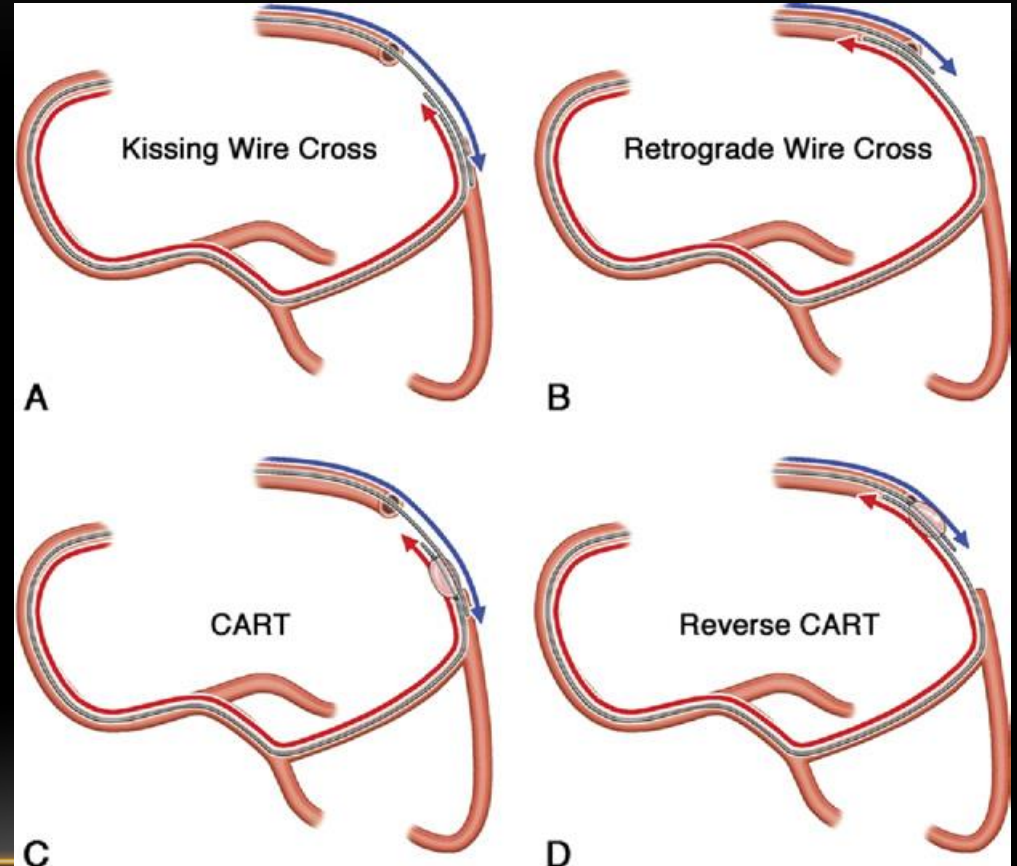 Kissing Wire Cross
A
Retrograde Wire Cross
B
CART
C
Reverse CART
D